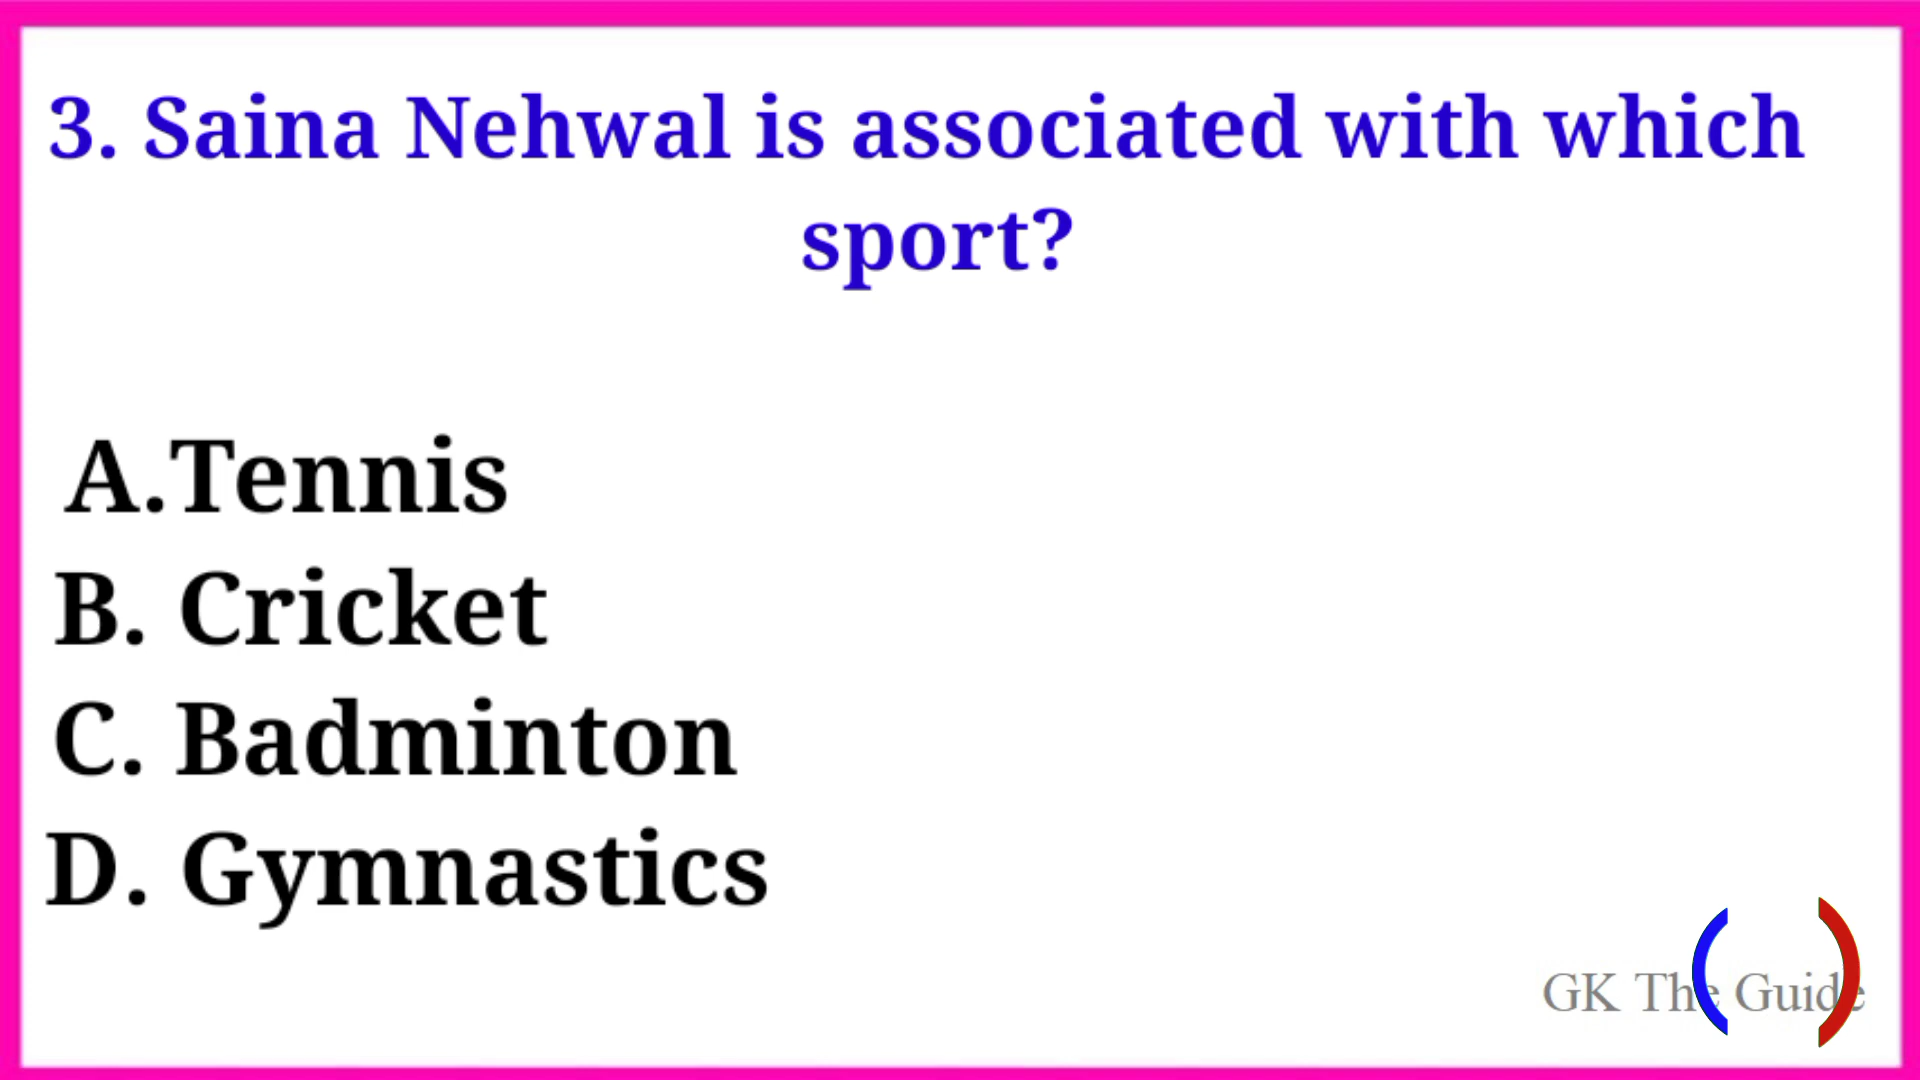 3. Saina Nehwal is associated with which
sport?
A.Tennis
B. Cricket
C. Badminton
D. Gymnastics
GK The Guide